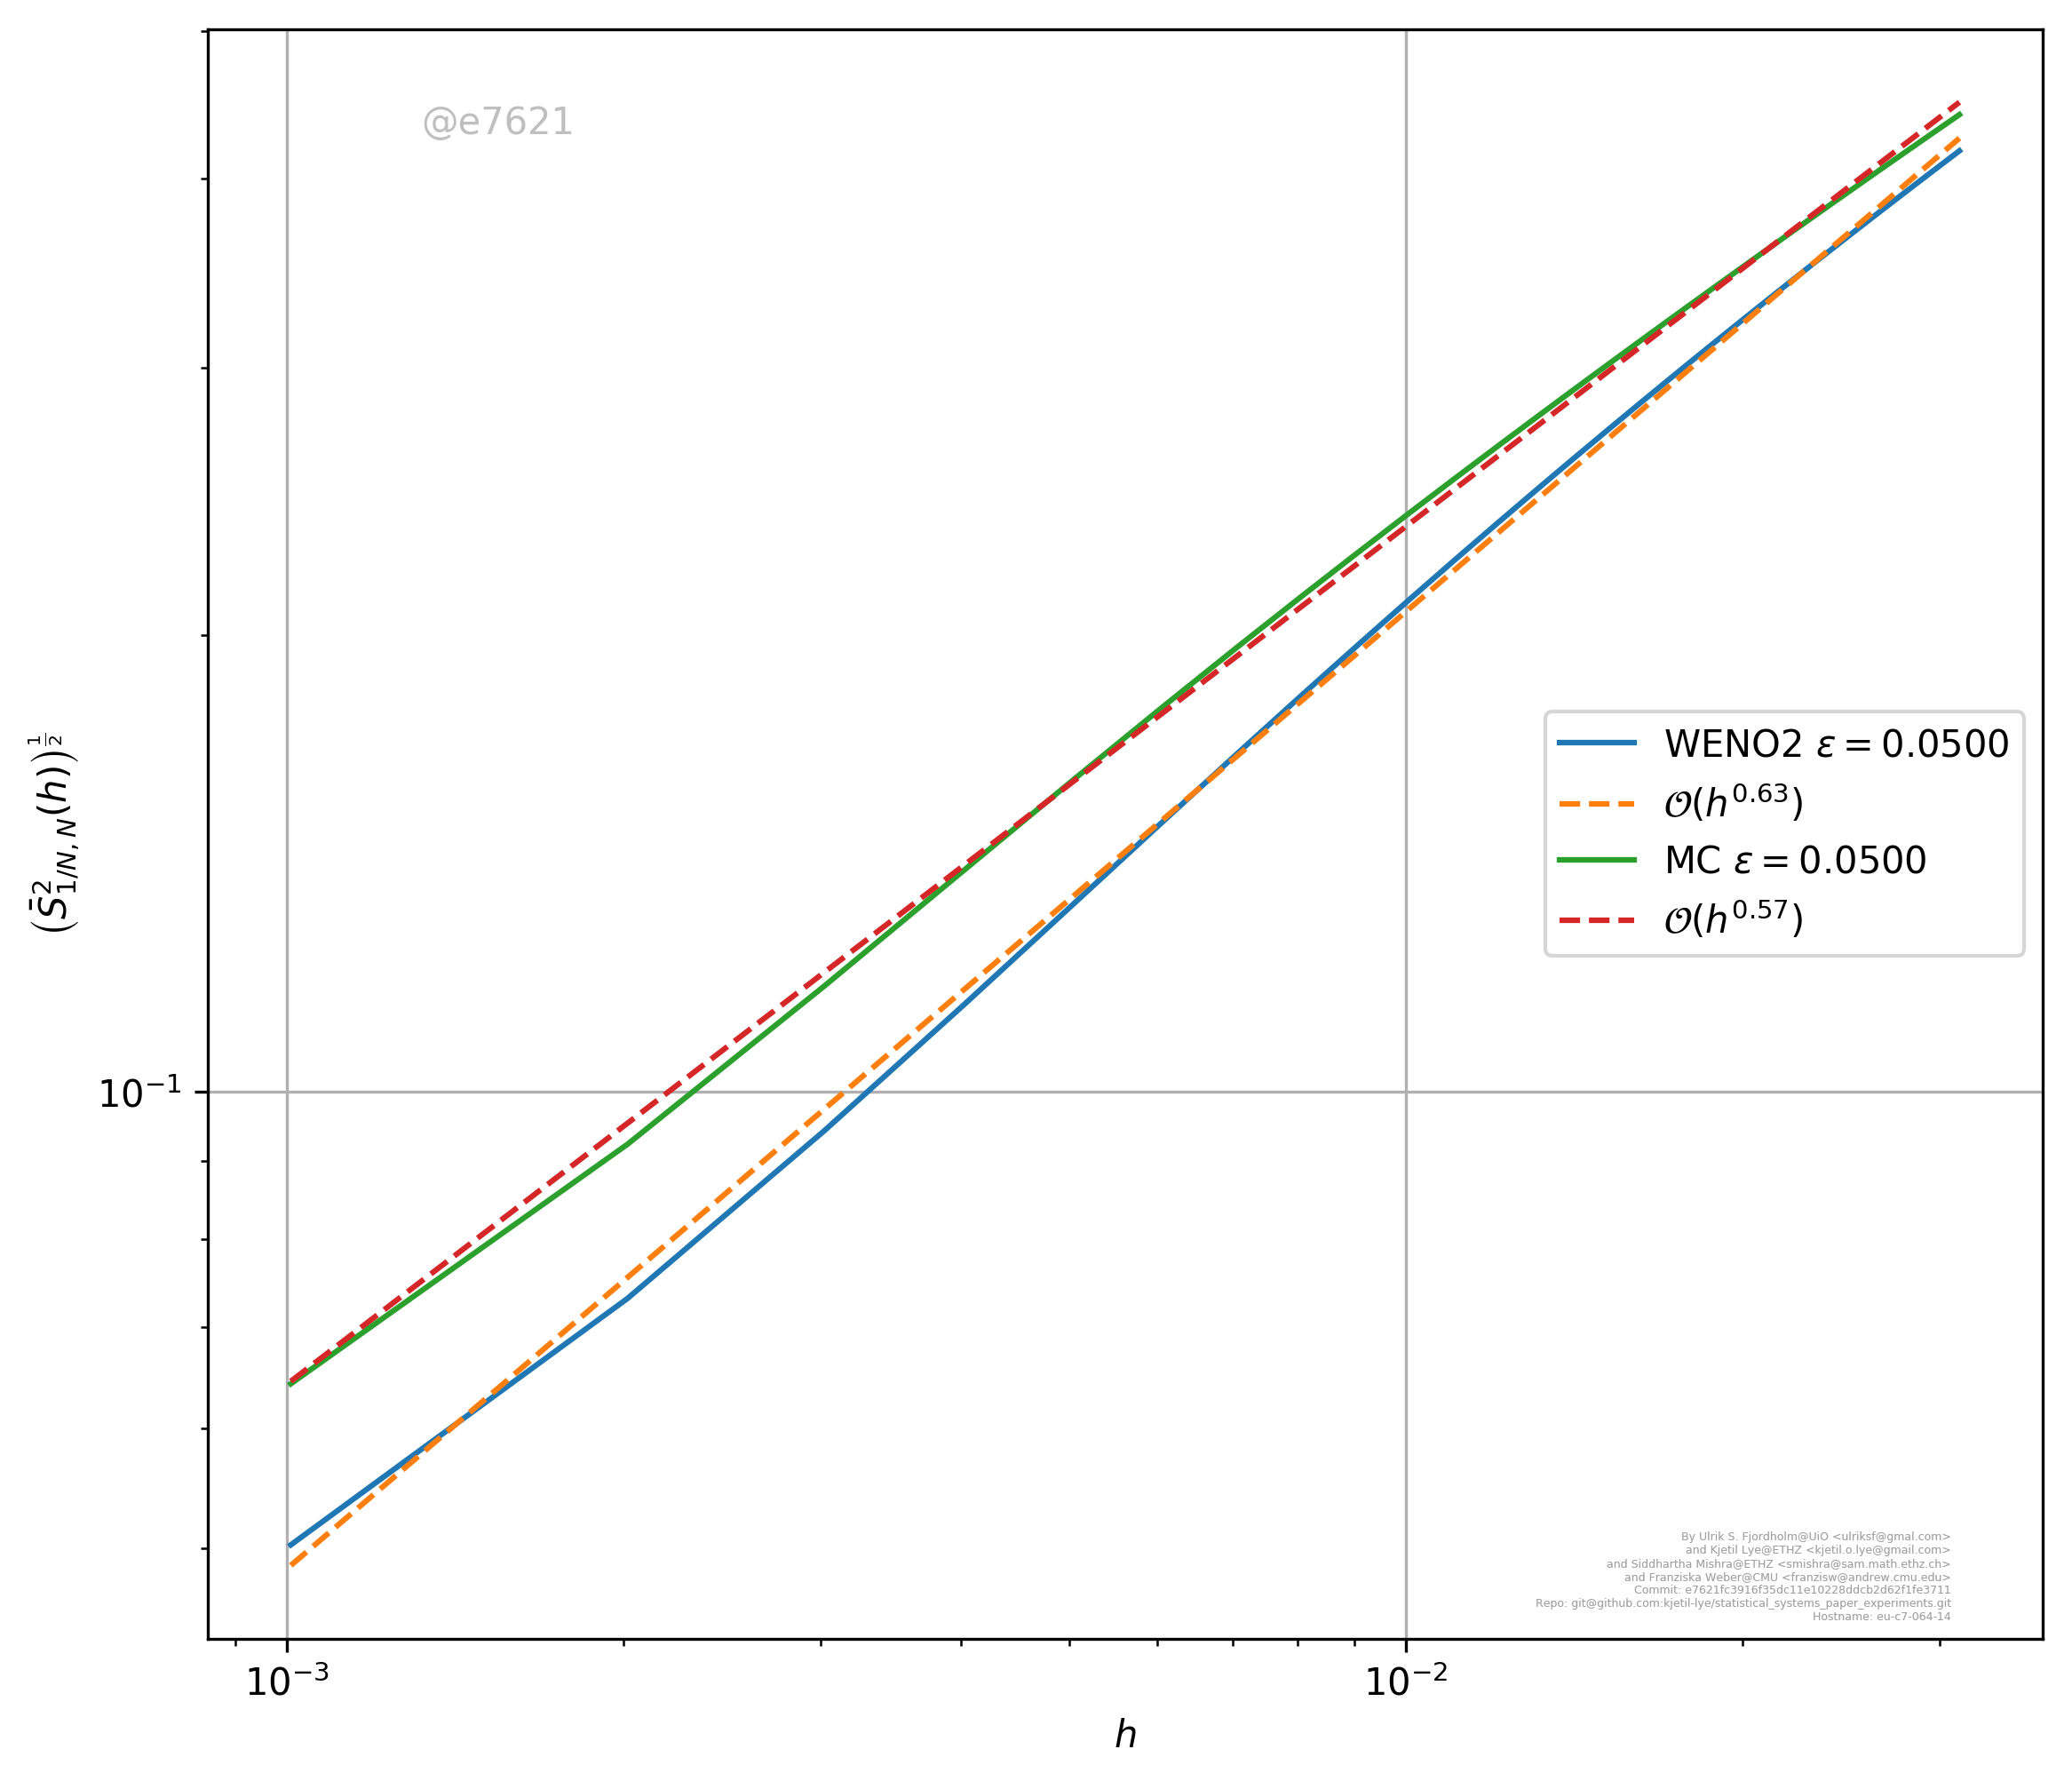 @e7621
(S̄²₁/N, N(h))^½
10⁻¹
WENO2 ε = 0.0500
𝒪(h^0.63)
MC ε = 0.0500
𝒪(h^0.57)
By Ulrik S. Fjordholm@UiO <ulriksf@gmal.com>
and Kjetil Lye@ETHZ <kjetil.o.lye@gmail.com>
and Siddhartha Mishra@ETHZ <smishra@sam.math.ethz.ch>
and Franziska Weber@CMU <franzisw@andrew.cmu.edu>
Commit: e7621fc3916f35dc11e10228ddcb2d62f1fe3711
Repo: git@github.com:kjetil-lye/statistical_systems_paper_experiments.git
Hostname: eu-c7-064-14
10⁻³ 10⁻²
h